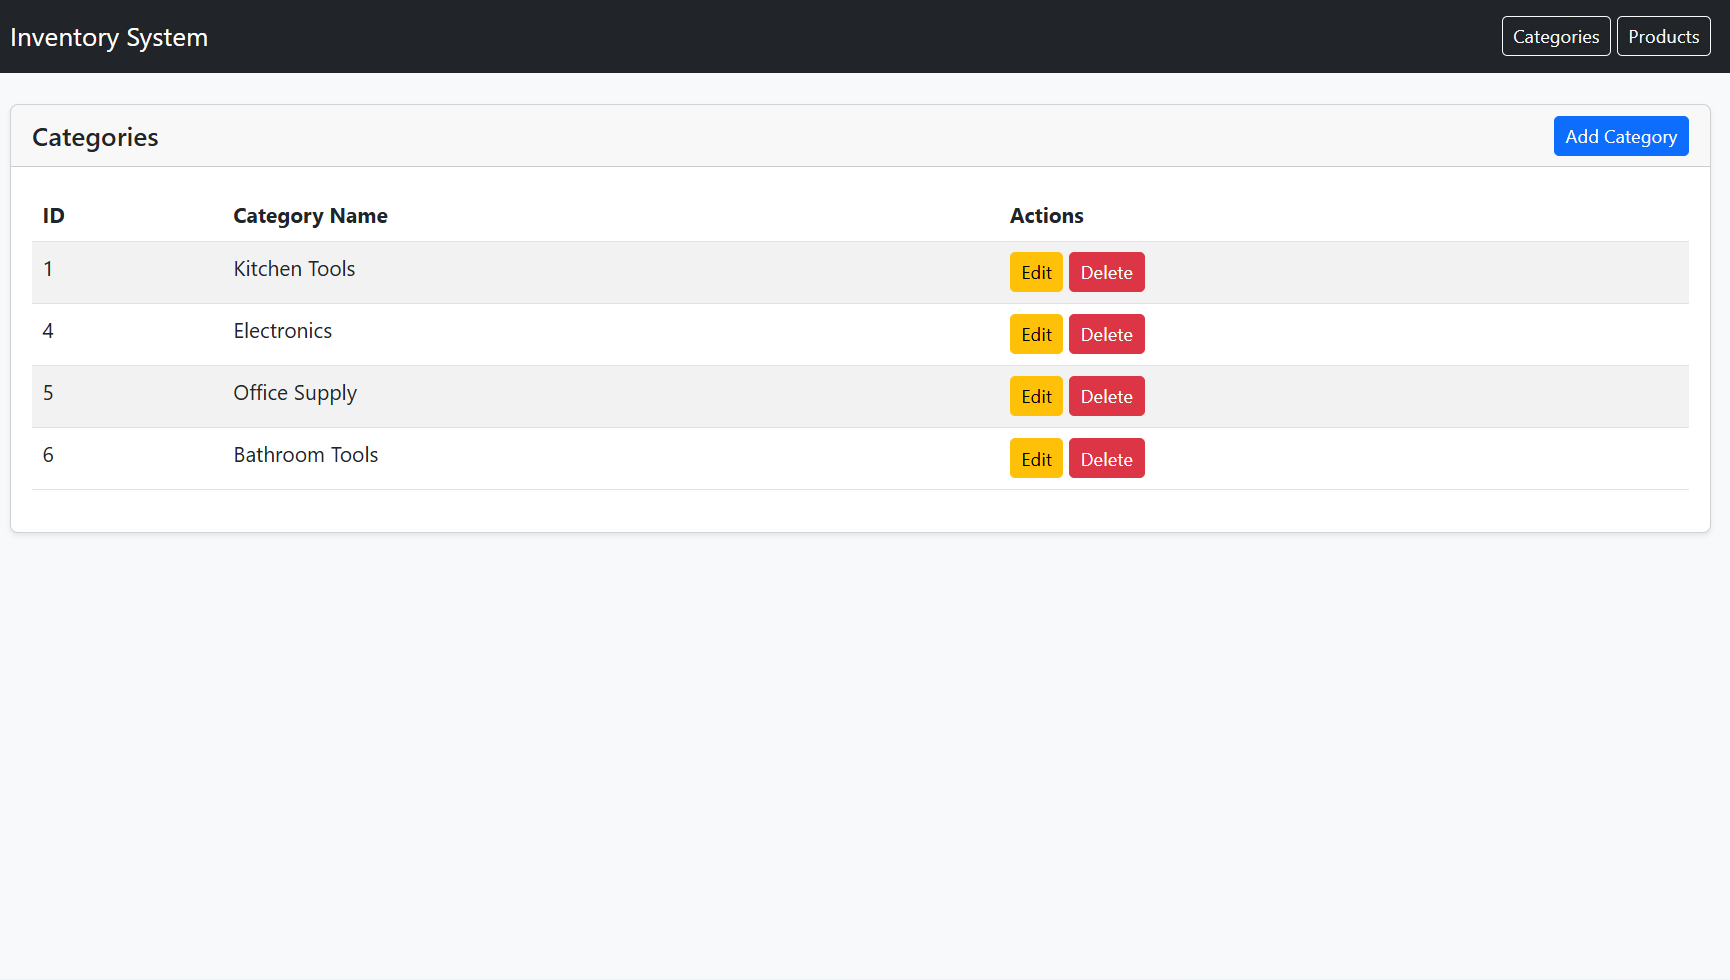 Inventory System Categories Products
Categories Add Category
ID Category Name Actions
1 Kitchen Tools Edit Delete
4 Electronics Edit Delete
5 Office Supply Edit Delete
6 Bathroom Tools Edit Delete